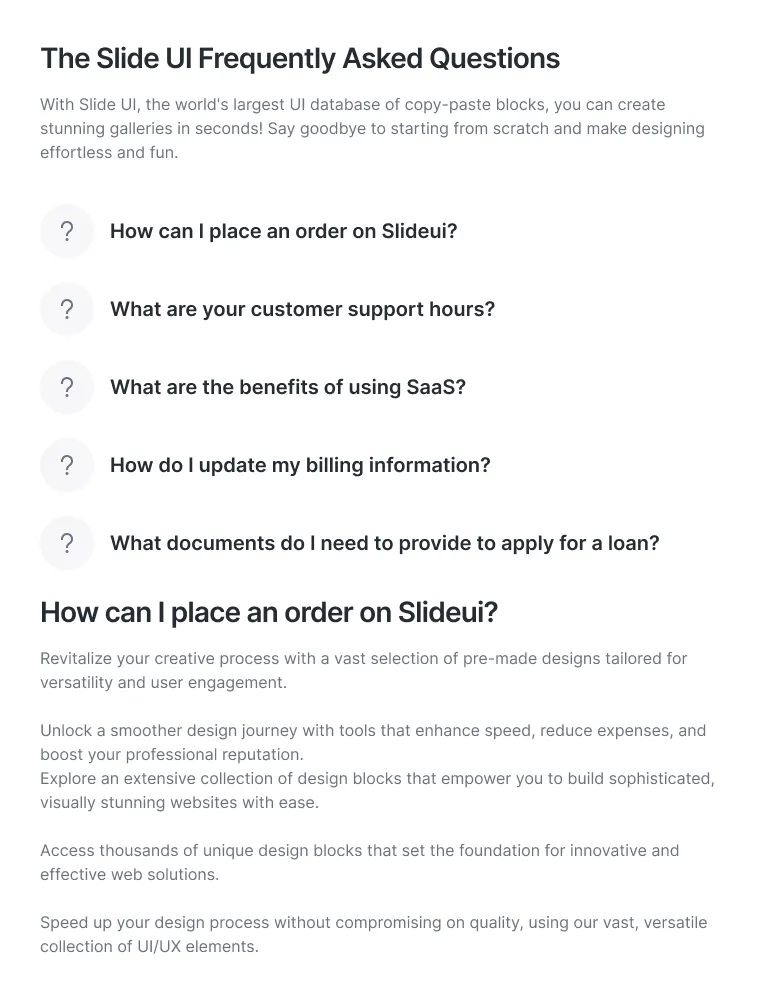 The Slide UI Frequently Asked Questions
With Slide UI, the world's largest UI database of copy-paste blocks, you can create
stunning galleries in seconds! Say goodbye to starting from scratch and make designing
effortless and fun.
? How can I place an order on Slideui?
? What are your customer support hours?
? What are the benefits of using SaaS?
? How do I update my billing information?
? What documents do I need to provide to apply for a loan?
How can I place an order on Slideui?
Revitalize your creative process with a vast selection of pre-made designs tailored for
versatility and user engagement.
Unlock a smoother design journey with tools that enhance speed, reduce expenses, and
boost your professional reputation.
Explore an extensive collection of design blocks that empower you to build sophisticated,
visually stunning websites with ease.
Access thousands of unique design blocks that set the foundation for innovative and
effective web solutions.
Speed up your design process without compromising on quality, using our vast, versatile
collection of UI/UX elements.